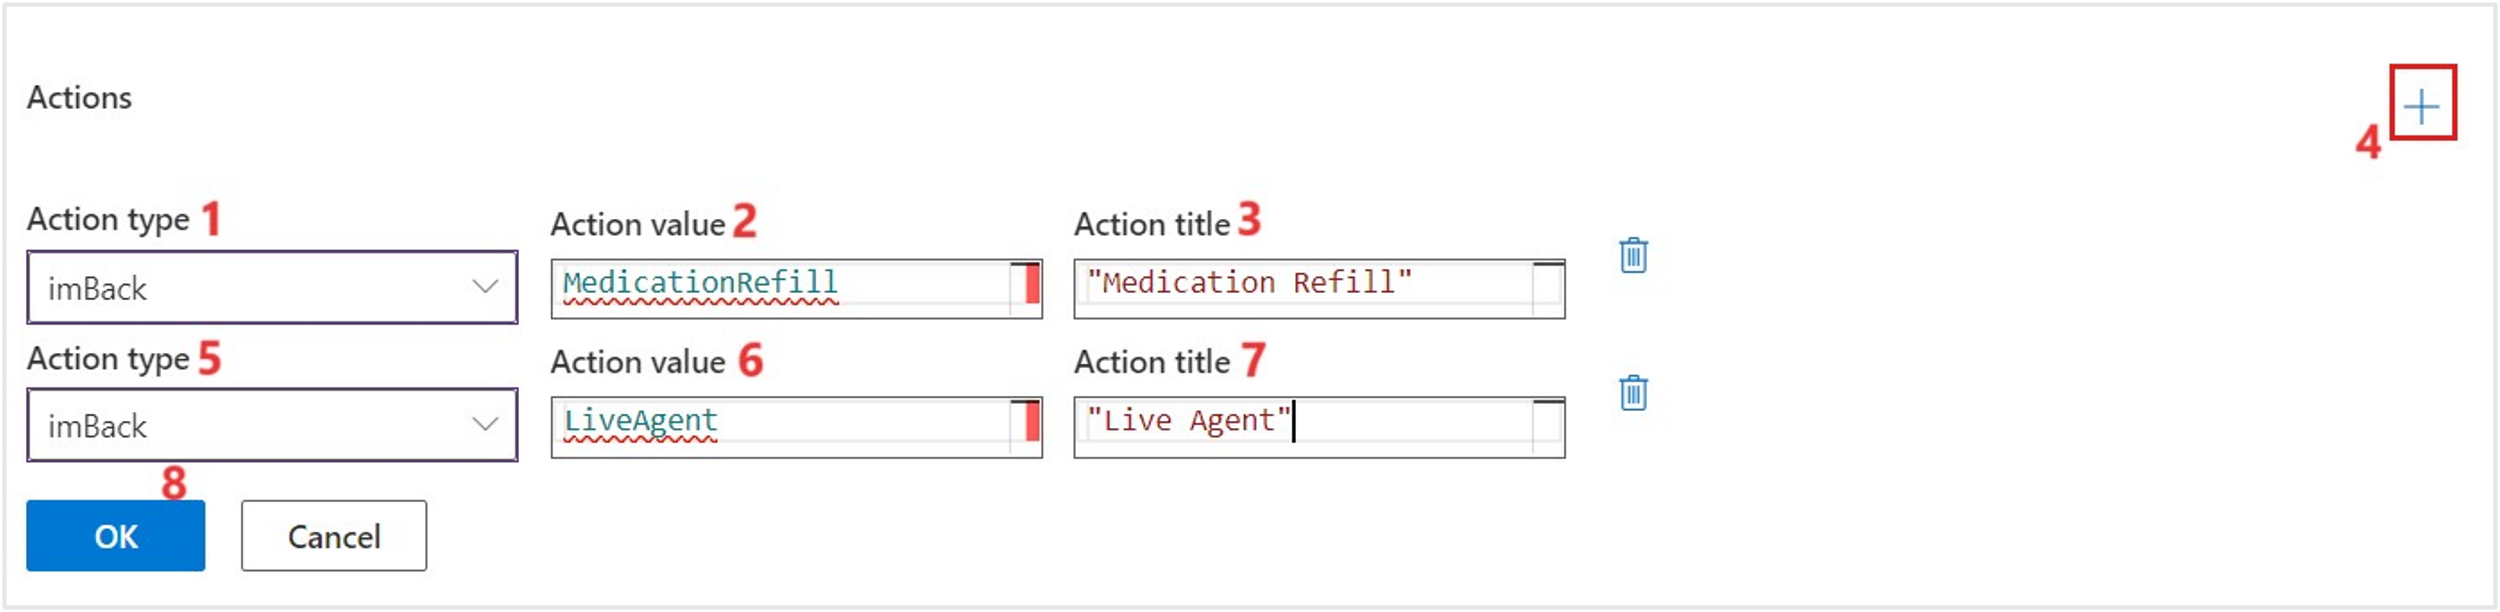 Actions
4
Action type 1 Action value 2 Action title 3
imBack MedicationRefill "Medication Refill"
Action type 5 Action value 6 Action title 7
imBack LiveAgent "Live Agent"
8
OK Cancel